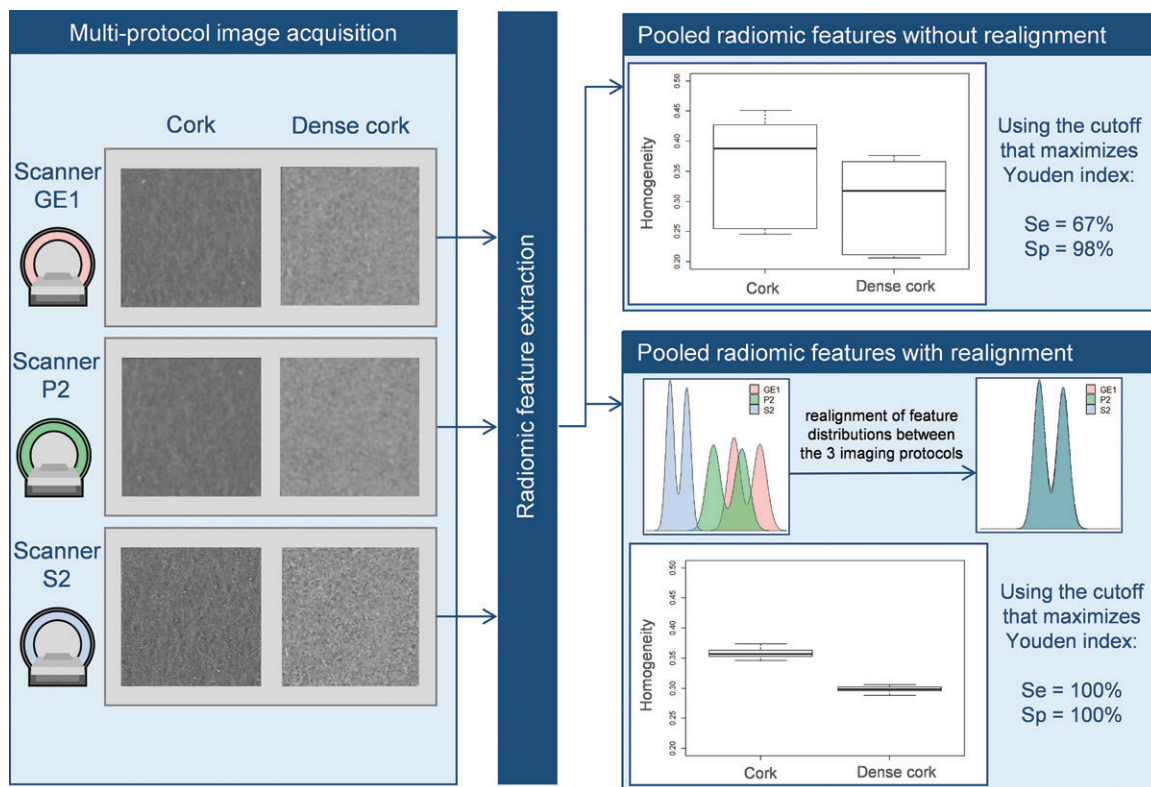 Multi-protocol image acquisition
Cork
Dense cork
Scanner
GE1
Scanner
P2
Scanner
S2
Radiomic feature extraction
Pooled radiomic features without realignment
Homogeneity
0.50
0.45
0.40
0.35
0.30
0.25
0.20
Cork
Dense cork
Using the cutoff
that maximizes
Youden index:
Se = 67%
Sp = 98%
Pooled radiomic features with realignment
GE1
P2
S2
realignment of feature
distributions between
the 3 imaging protocols
GE1
P2
S2
Homogeneity
0.50
0.45
0.40
0.35
0.30
0.25
0.20
Cork
Dense cork
Using the cutoff
that maximizes
Youden index:
Se = 100%
Sp = 100%